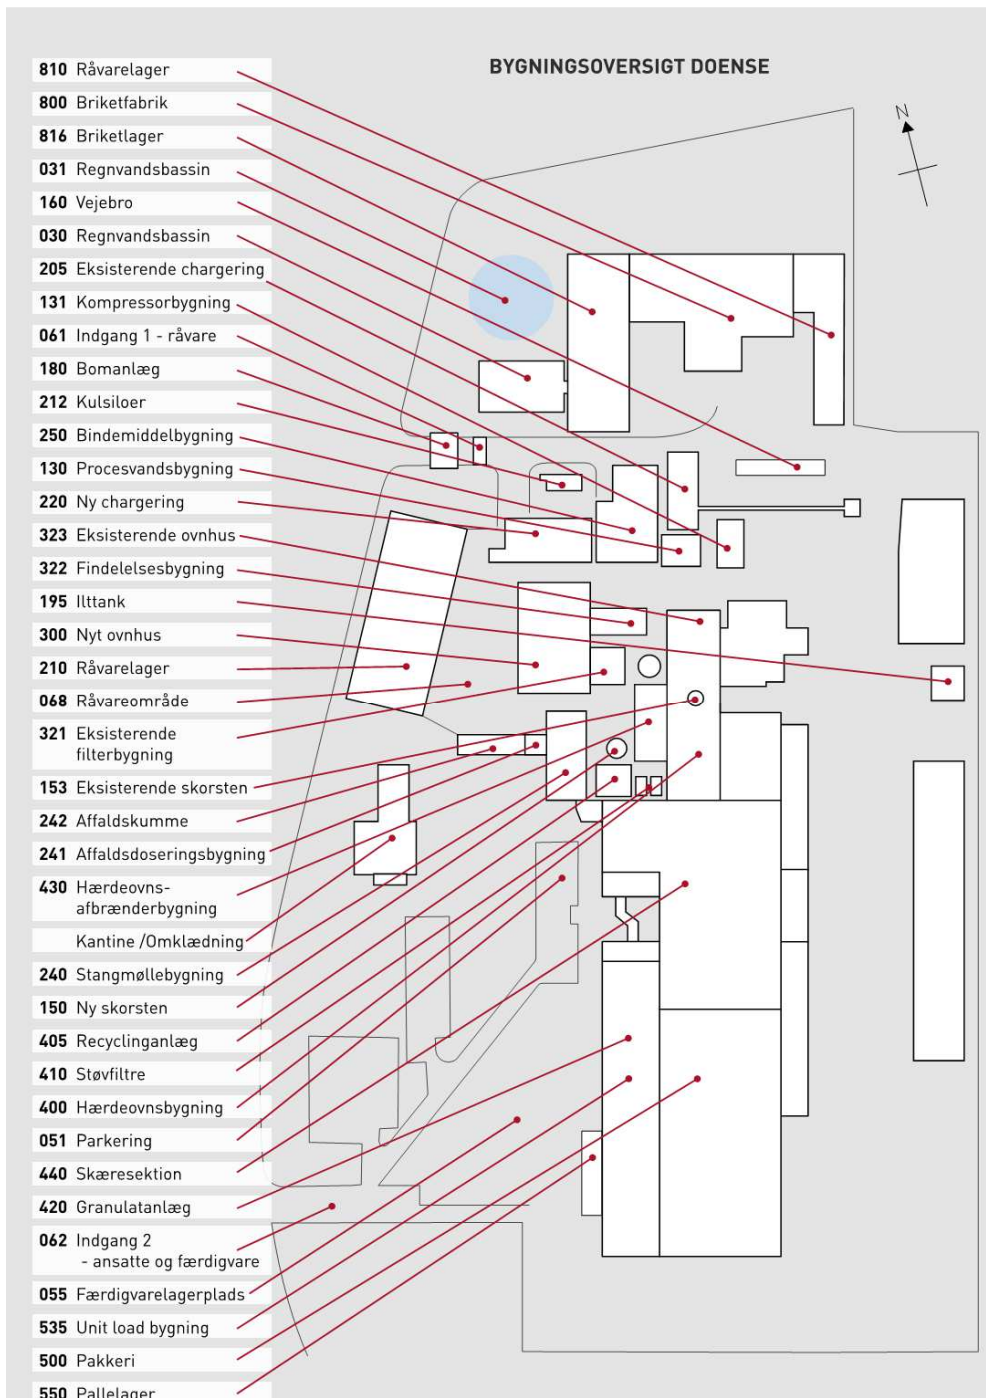 BYGNINGSOVERSIGT DOENSE
N
810 Råvarelager
800 Briketfabrik
816 Briketlager
031 Regnvandsbassin
160 Vejebro
030 Regnvandsbassin
205 Eksisterende chargering
131 Kompressorbygning
061 Indgang 1 - råvare
180 Bomanlæg
212 Kulsiloer
250 Bindemiddelbygning
130 Procesvandsbygning
220 Ny chargering
323 Eksisterende ovnhus
322 Findelelsesbygning
195 Ilttank
300 Nyt ovnhus
210 Råvarelager
068 Råvareområde
321 Eksisterende
filterbygning
153 Eksisterende skorsten
242 Affaldskumme
241 Affaldsdoseringsbygning
430 Hærdeovns-
afbrænderbygning
Kantine /Omklædning
240 Stangmøllebygning
150 Ny skorsten
405 Recyclinganlæg
410 Støvfiltre
400 Hærdeovnsbygning
051 Parkering
440 Skæresektion
420 Granulatanlæg
062 Indgang 2
- ansatte og færdigvare
055 Færdigvarelagerplads
535 Unit load bygning
500 Pakkeri
550 Pallelager